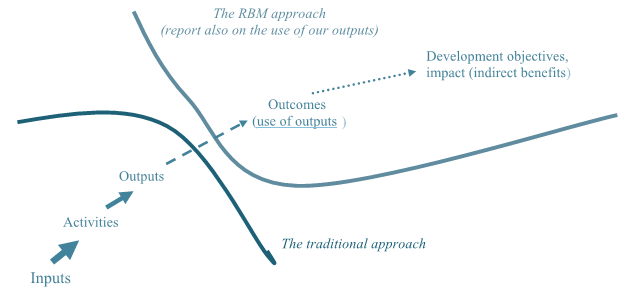 The RBM approach
(report also on the use of our outputs)
Development objectives,
impact (indirect benefits)
Outcomes
(use of outputs )
Outputs
Activities
The traditional approach
Inputs